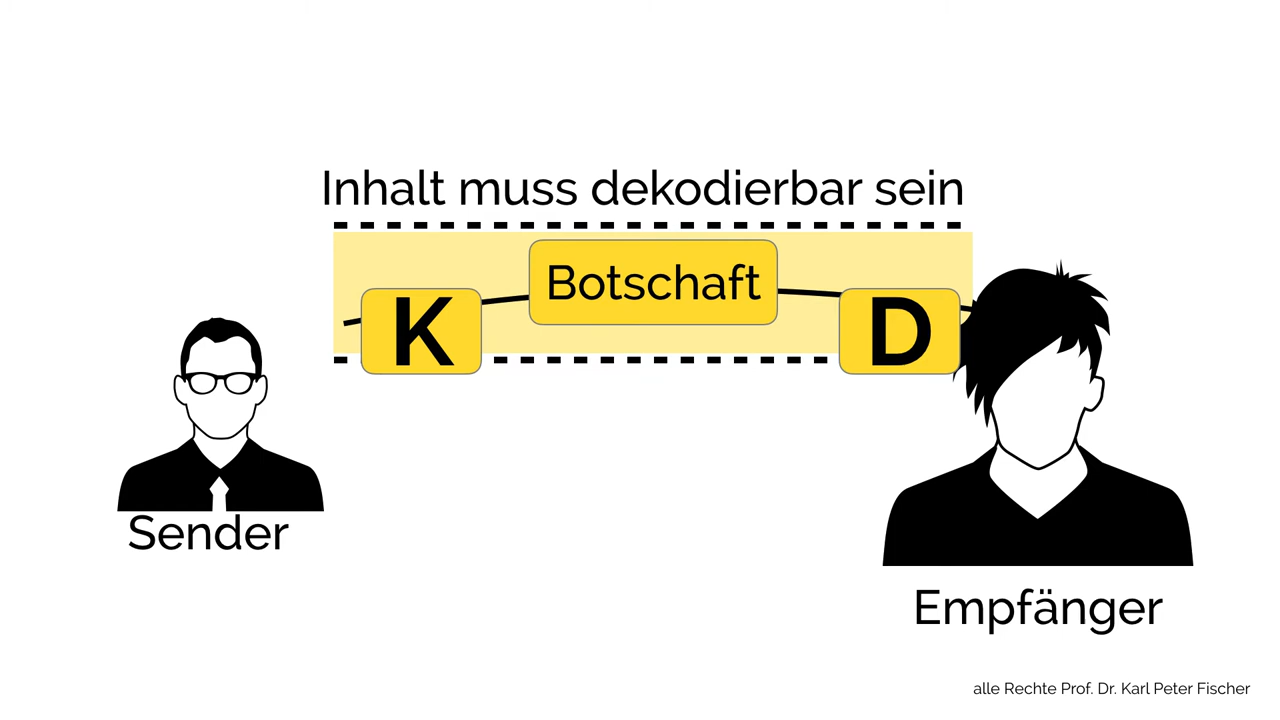 Inhalt muss dekodierbar sein
Botschaft
K
D
Sender
Empfänger
alle Rechte Prof. Dr. Karl Peter Fischer